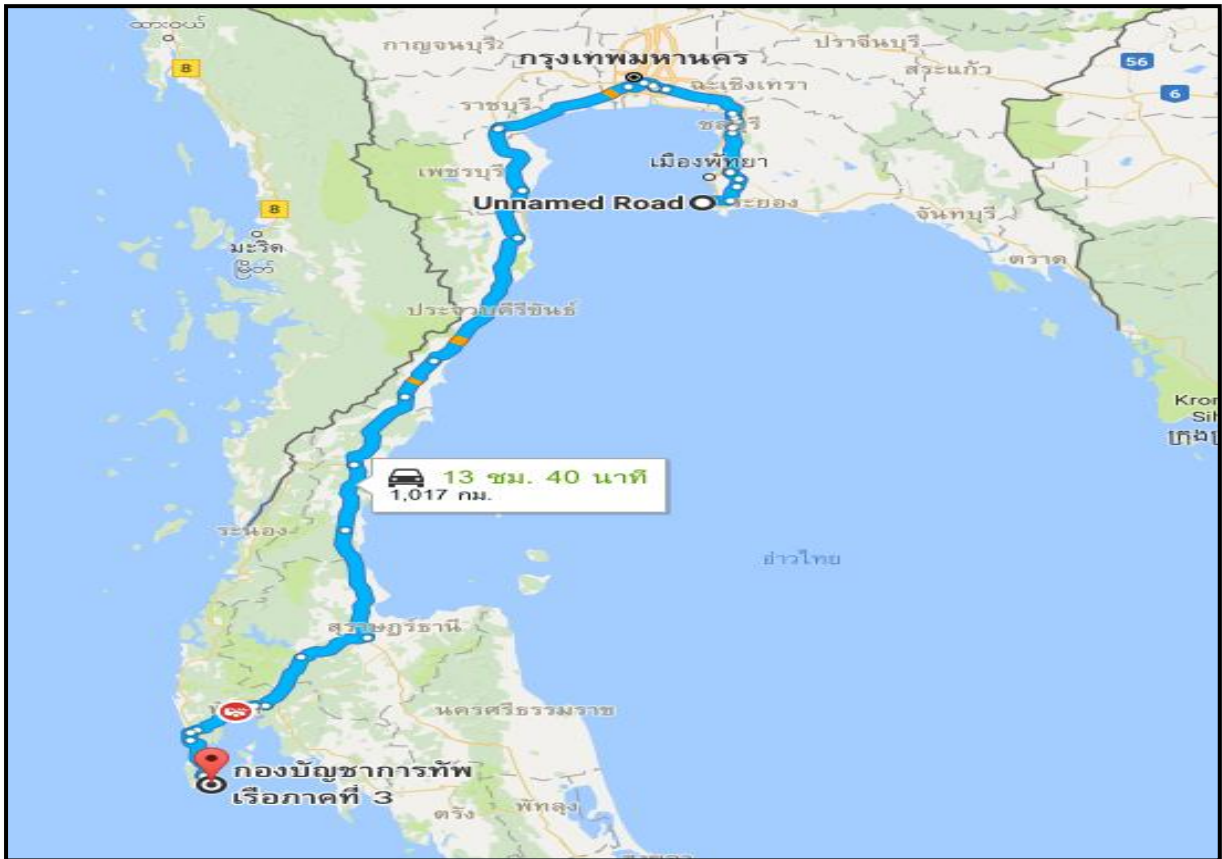 ทาะวาย
กาญจนบุรี
ปราจีนบุรี
56
8
กรุงเทพมหานคร
สระแก้ว
ราชบุรี
ฉะเชิงเทรา
6
ชลบุรี
เพชรบุรี
เมืองพัทยา
Unnamed Road
ระยอง
8
จันทบุรี
มะริด
မြိတ်
ตราด
ประจวบคีรีขันธ์
13 ชม. 40 นาที
1,017 กม.
ระนอง
อ่าวไทย
สุราษฎร์ธานี
นครศรีธรรมราช
กองบัญชาการทัพ
เรือภาคที่ 3
ตรัง
พัทลุง